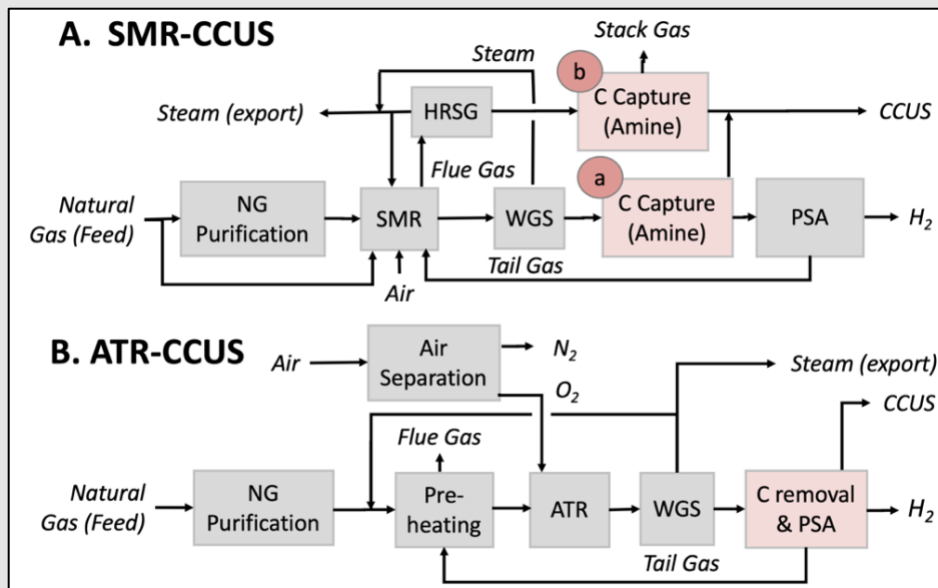 A. SMR-CCUS
Stack Gas
Steam
b
Steam (export)
HRSG
C Capture
(Amine)
CCUS
Flue Gas
a
Natural
Gas (Feed)
NG
Purification
SMR
WGS
C Capture
(Amine)
PSA
H2
Tail Gas
Air
B. ATR-CCUS
Air
Air
Separation
N2
O2
Steam (export)
CCUS
Flue Gas
Natural
Gas (Feed)
NG
Purification
Pre-
heating
ATR
WGS
C removal
& PSA
H2
Tail Gas